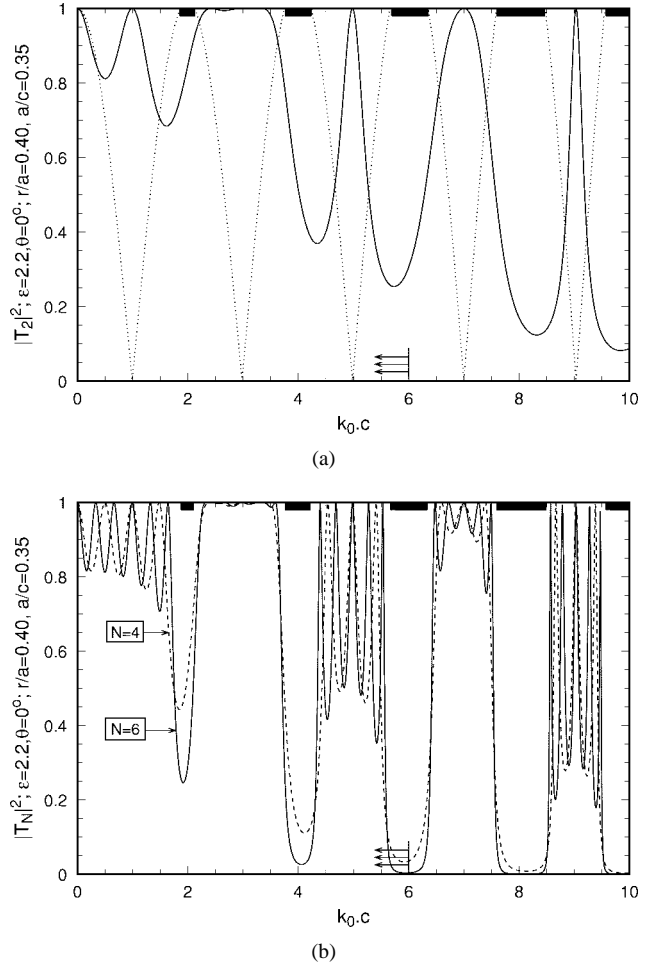 1
0.8
0.6
0.4
0.2
0
|T₂|²; ε=2.2,θ=0°; r/a=0.40, a/c=0.35
0 2 4 6 8 10
k₀.c
(a)
1
0.8
0.6
0.4
0.2
0
|T_N|²; ε=2.2,θ=0°; r/a=0.40, a/c=0.35
N=4
N=6
0 2 4 6 8 10
k₀.c
(b)